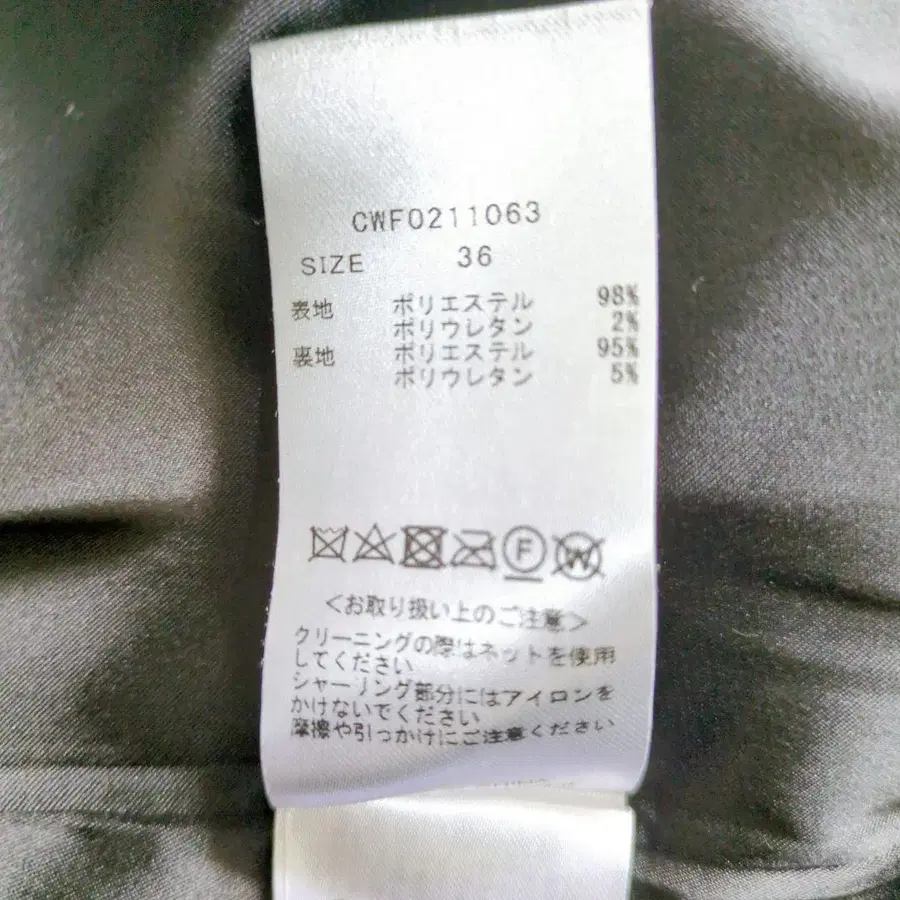 CWF0211063
SIZE 36
表地 ポリエステル 98%
ポリウレタン 2%
裏地 ポリエステル 95%
ポリウレタン 5%
F W
<お取り扱い上のご注意>
クリーニングの際はネットを使用
してください
シャーリング部分にはアイロンを
かけないでください
摩擦や引っかけにご注意ください